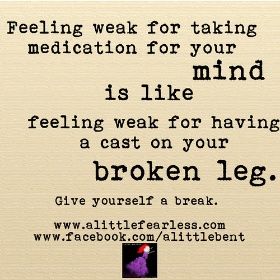 Feeling weak for taking
medication for your
mind
is like
feeling weak for having
a cast on your
broken leg.
Give yourself a break.
www.alittlefearless.com
www.facebook.com/alittlebent